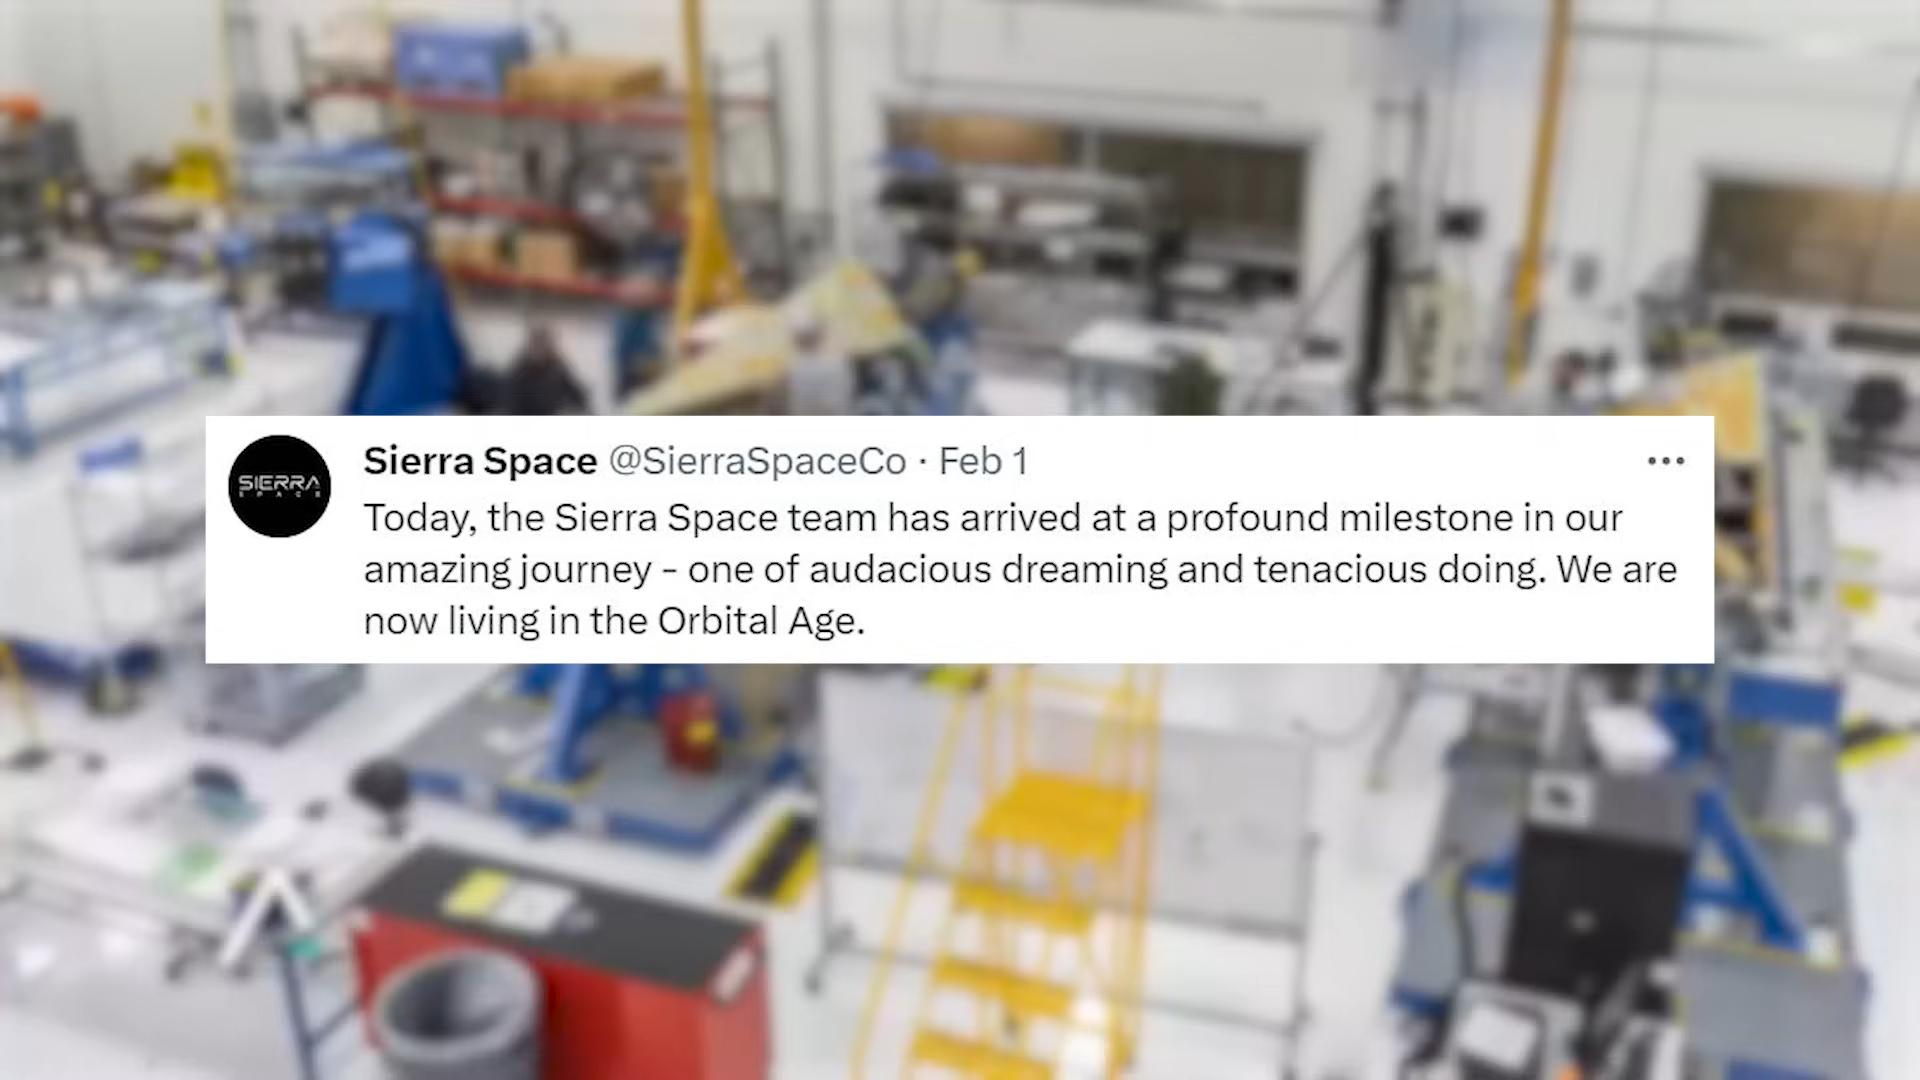 SIERRA
SPACE
Sierra Space @SierraSpaceCo · Feb 1
Today, the Sierra Space team has arrived at a profound milestone in our
amazing journey – one of audacious dreaming and tenacious doing. We are
now living in the Orbital Age.